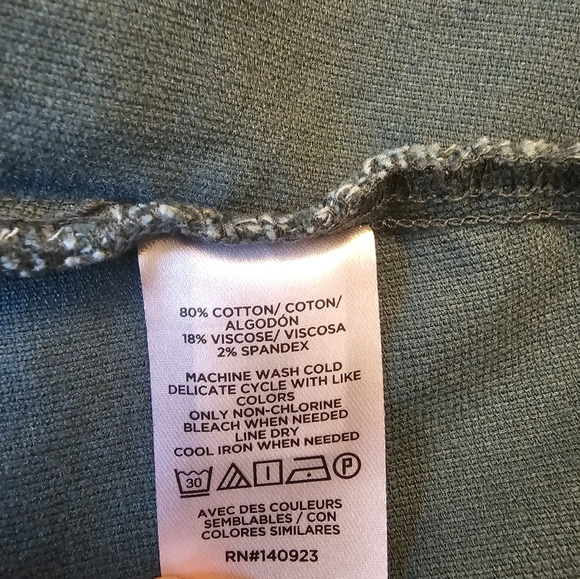 80% COTTON/ COTON/
ALGODÓN
18% VISCOSE/ VISCOSA
2% SPANDEX
MACHINE WASH COLD
DELICATE CYCLE WITH LIKE
COLORS
ONLY NON-CHLORINE
BLEACH WHEN NEEDED
LINE DRY
COOL IRON WHEN NEEDED
30 P
AVEC DES COULEURS
SEMBLABLES / CON
COLORES SIMILARES
RN#140923